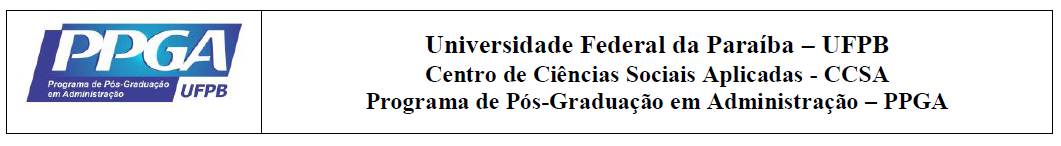 PPGA
Programa de Pós-Graduação
em Administração
UFPB
Universidade Federal da Paraíba – UFPB
Centro de Ciências Sociais Aplicadas - CCSA
Programa de Pós-Graduação em Administração – PPGA